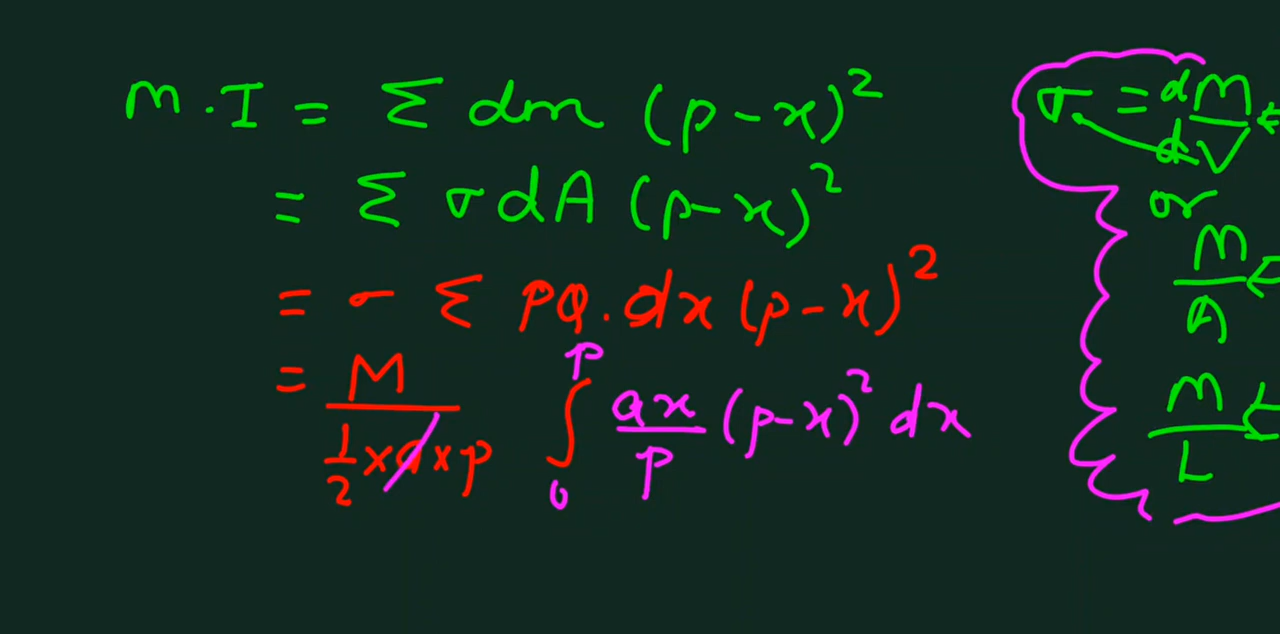 M.I = Σ dm (p-x)²
= Σ σ dA (p-x)²
= σ Σ PQ.dx (p-x)²
= M / (1/2 × a × p) ∫₀ᵖ ax/p (p-x)² dx
σ = dM/dV
or
M/A
M/L